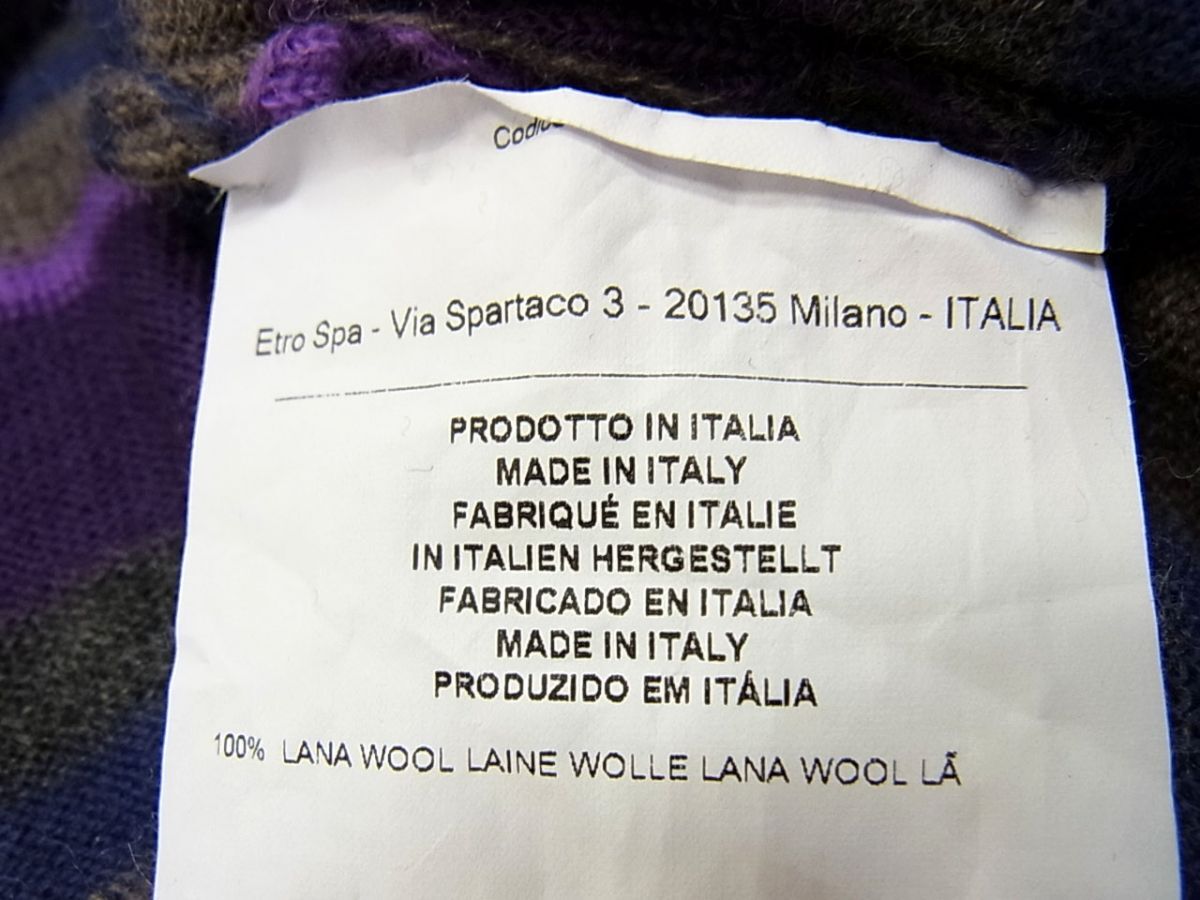 Etro Spa - Via Spartaco 3 - 20135 Milano - ITALIA
PRODOTTO IN ITALIA
MADE IN ITALY
FABRIQUÉ EN ITALIE
IN ITALIEN HERGESTELLT
FABRICADO EN ITALIA
MADE IN ITALY
PRODUZIDO EM ITÁLIA
100% LANA WOOL LAINE WOLLE LANA WOOL LÃ